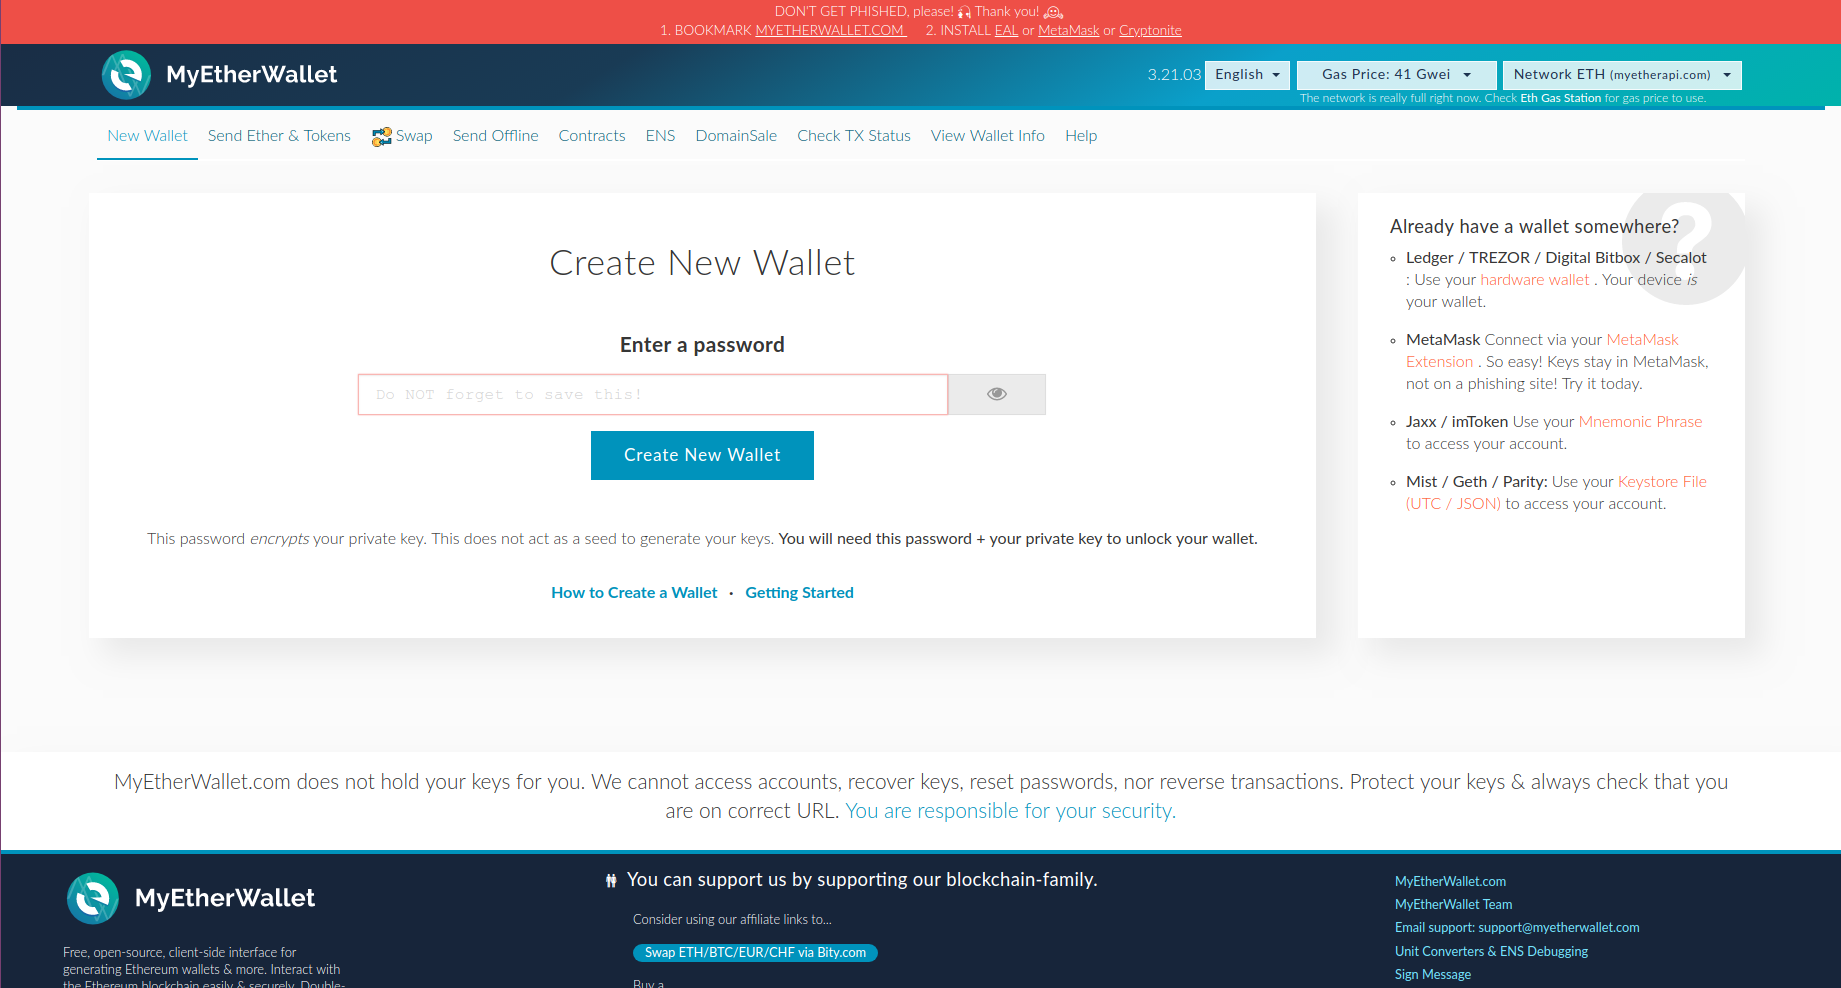 DON'T GET PHISHED, please! Thank you!
1. BOOKMARK MYETHERWALLET.COM 2. INSTALL EAL or MetaMask or Cryptonite
MyEtherWallet
3.21.03 English Gas Price: 41 Gwei Network ETH (myetherapi.com)
The network is really full right now. Check Eth Gas Station for gas price to use.
New Wallet Send Ether & Tokens Swap Send Offline Contracts ENS DomainSale Check TX Status View Wallet Info Help
Create New Wallet
Enter a password
Do NOT forget to save this!
Create New Wallet
This password encrypts your private key. This does not act as a seed to generate your keys. You will need this password + your private key to unlock your wallet.
How to Create a Wallet · Getting Started
?
Already have a wallet somewhere?
Ledger / TREZOR / Digital Bitbox / Secalot
: Use your hardware wallet . Your device is
your wallet.
MetaMask Connect via your MetaMask
Extension . So easy! Keys stay in MetaMask,
not on a phishing site! Try it today.
Jaxx / imToken Use your Mnemonic Phrase
to access your account.
Mist / Geth / Parity: Use your Keystore File
(UTC / JSON) to access your account.
MyEtherWallet.com does not hold your keys for you. We cannot access accounts, recover keys, reset passwords, nor reverse transactions. Protect your keys & always check that you
are on correct URL. You are responsible for your security.
MyEtherWallet
Free, open-source, client-side interface for
generating Ethereum wallets & more. Interact with
the Ethereum blockchain easily & securely. Double-
You can support us by supporting our blockchain-family.
Consider using our affiliate links to...
Swap ETH/BTC/EUR/CHF via Bity.com
Buy a
MyEtherWallet.com
MyEtherWallet Team
Email support: support@myetherwallet.com
Unit Converters & ENS Debugging
Sign Message